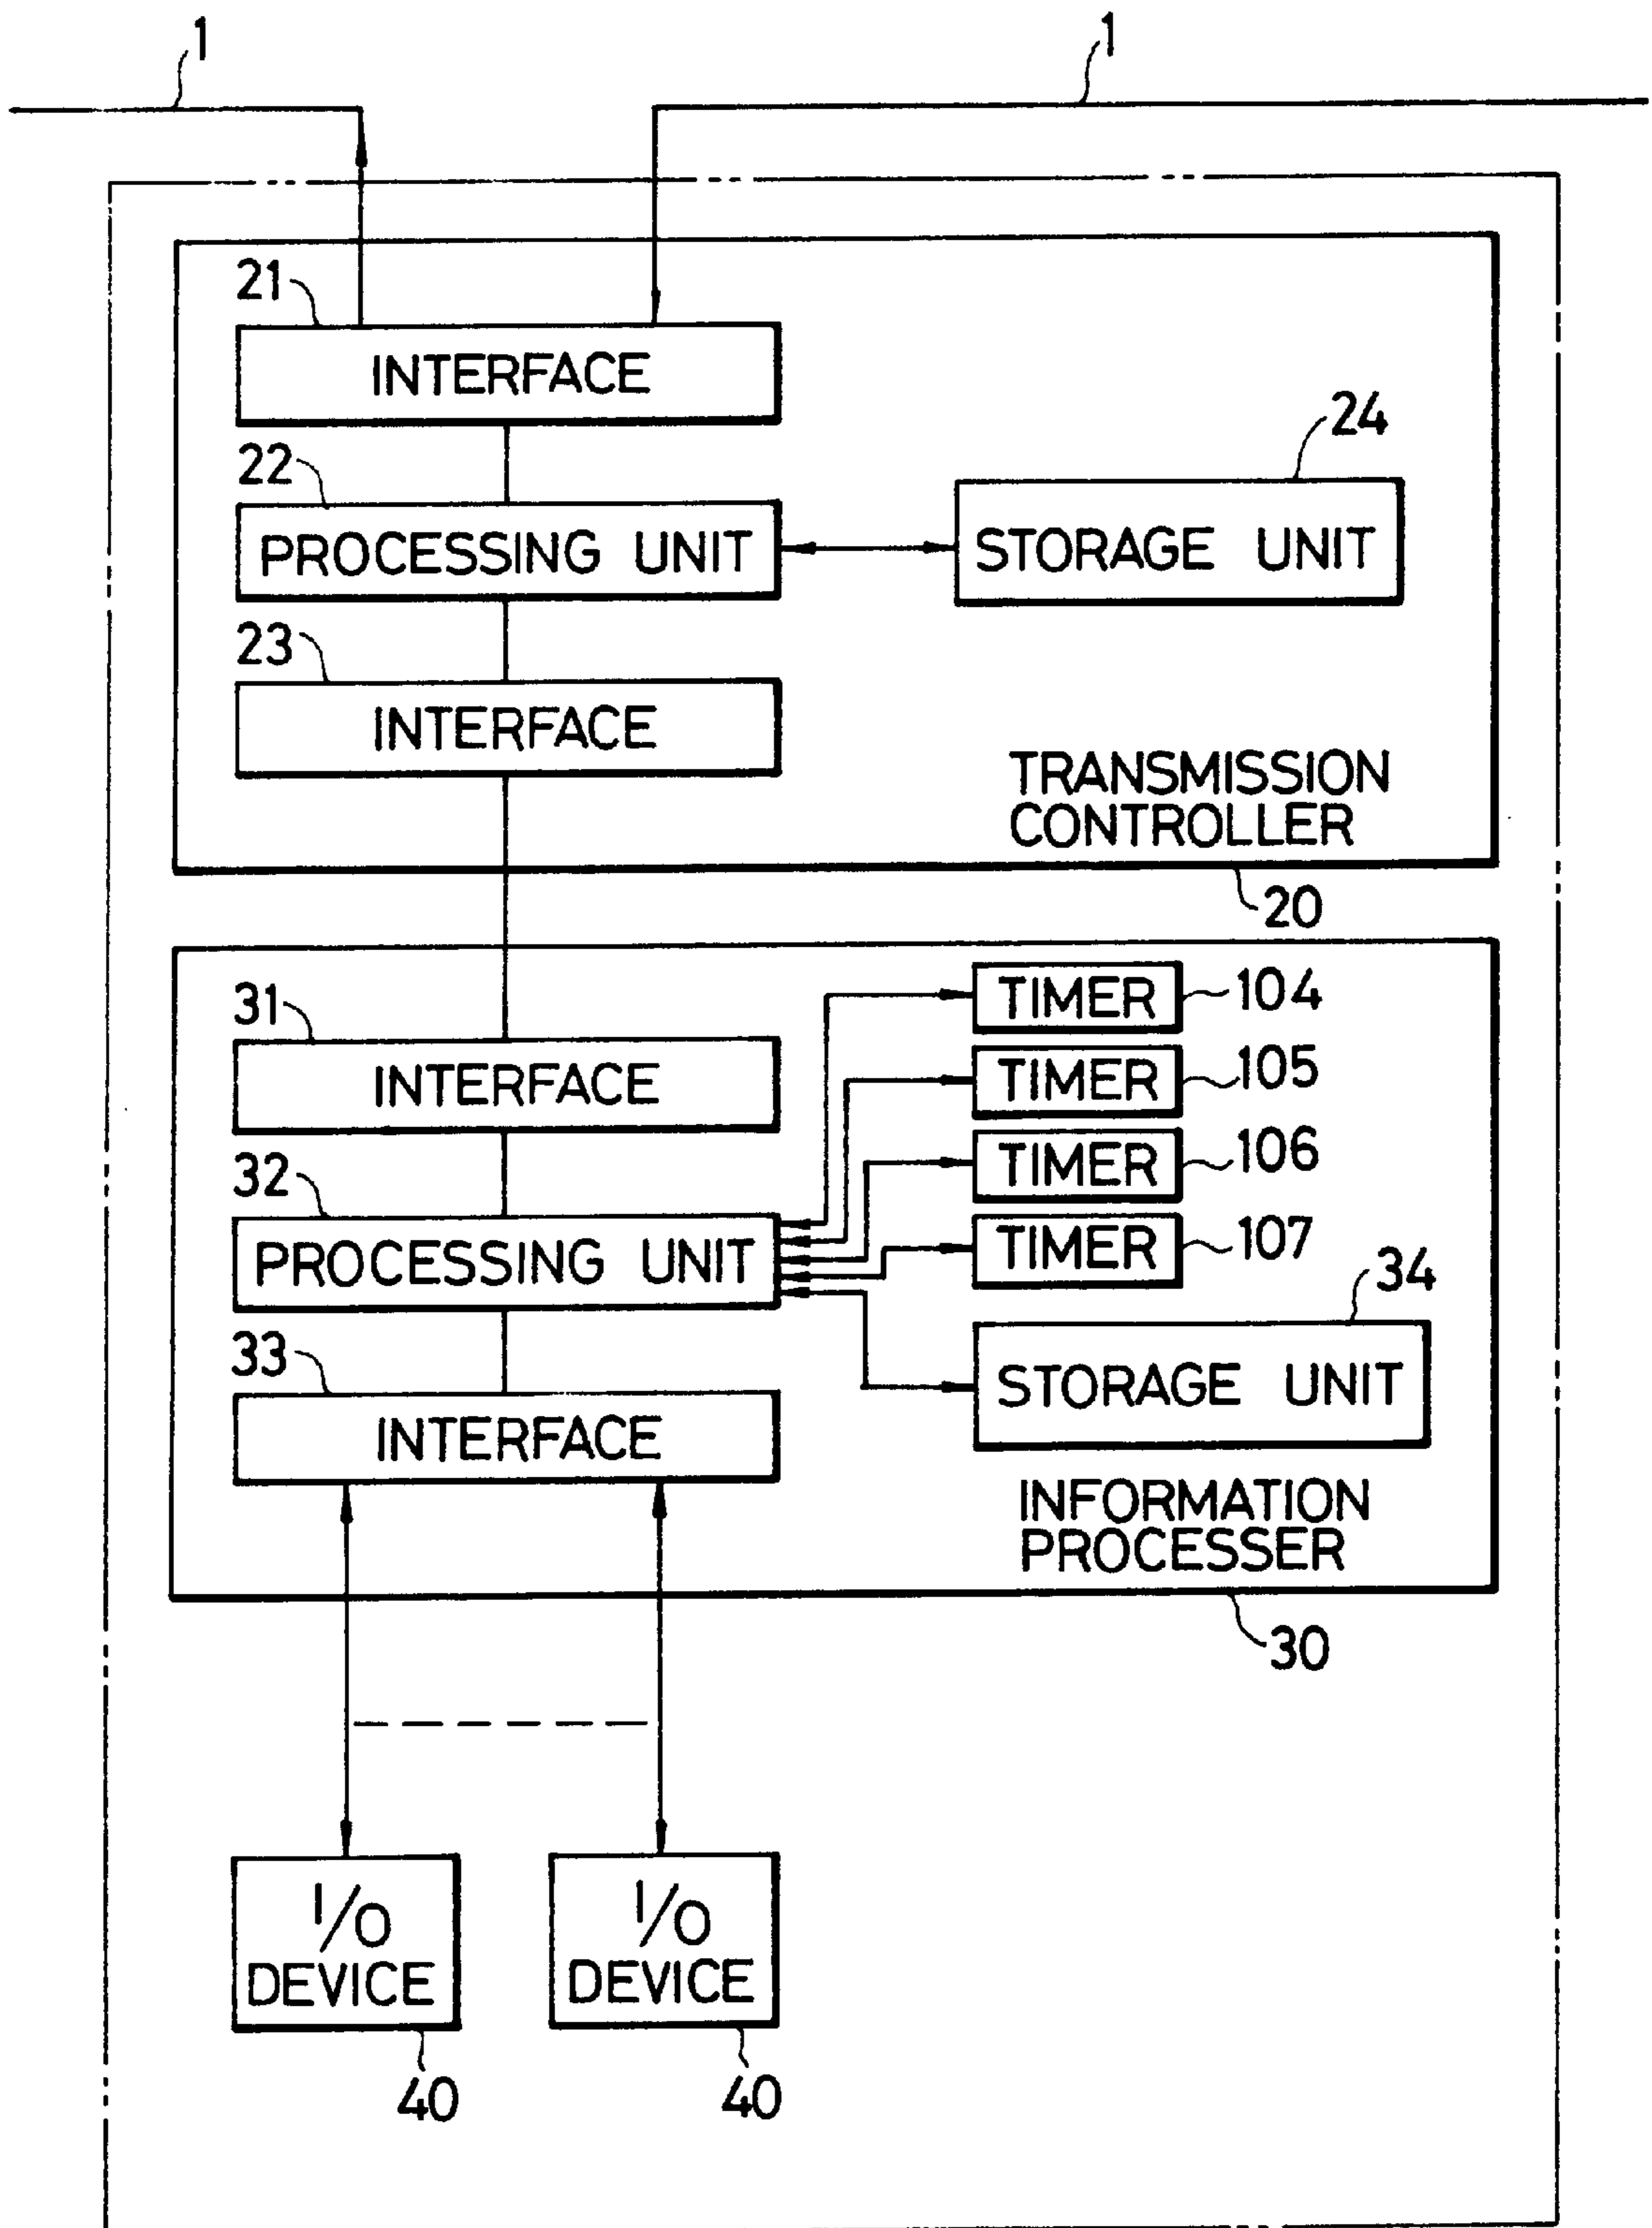 1
1
21
INTERFACE
22
24
PROCESSING UNIT
STORAGE UNIT
23
INTERFACE
TRANSMISSION
CONTROLLER
20
31
INTERFACE
TIMER
104
TIMER
105
TIMER
106
TIMER
107
32
PROCESSING UNIT
34
STORAGE UNIT
33
INTERFACE
INFORMATION
PROCESSER
30
I/O
DEVICE
I/O
DEVICE
40
40